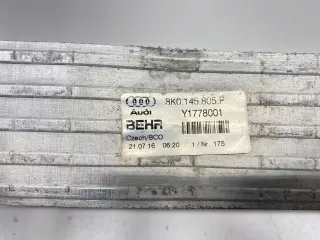 8K0.145.805.P
Audi Y1778001
BEHR
Czech/BCO
21.07.16 06:20 1 / Nr. 175